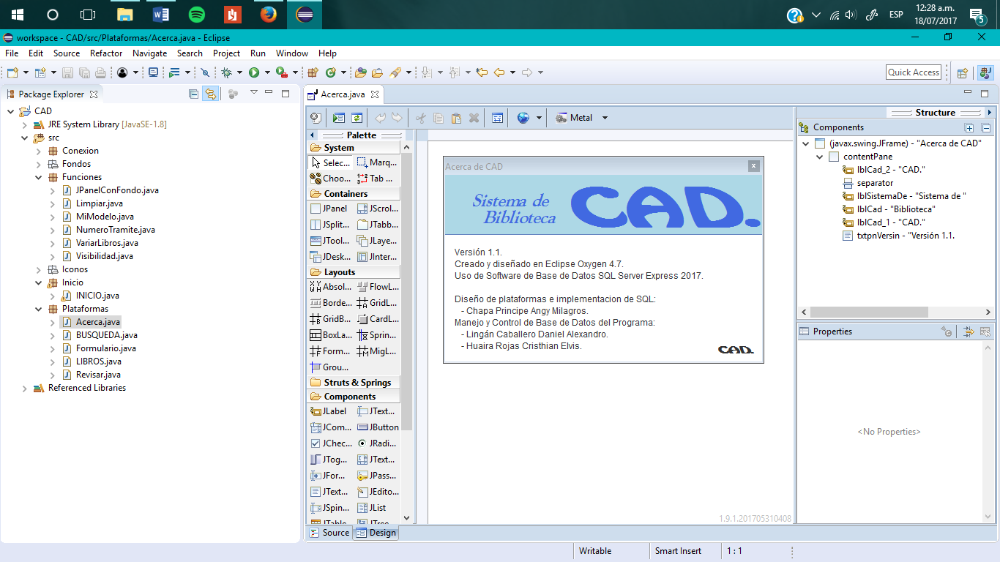 ESP
12:28 a.m.
18/07/2017
5
workspace - CAD/src/Plataformas/Acerca.java - Eclipse
File Edit Source Refactor Navigate Search Project Run Window Help
Quick Access
Package Explorer
CAD
JRE System Library [JavaSE-1.8]
src
Conexion
Fondos
Funciones
JPanelConFondo.java
Limpiar.java
MiModelo.java
NumeroTramite.java
VariarLibros.java
Visibilidad.java
Iconos
Inicio
INICIO.java
Plataformas
Acerca.java
BUSQUEDA.java
Formulario.java
LIBROS.java
Revisar.java
Referenced Libraries
Acerca.java
Metal
Palette
System
Selec... Marq...
Choo... Tab ...
Containers
JPanel JScrol...
JSplit... JTabb...
JTool... JLaye...
JDesk... JInter...
Layouts
Absol... FlowL...
Borde... GridL...
GridB... CardL...
BoxLa... Sprin...
Form... MigL...
Grou...
Struts & Springs
Components
JLabel JText...
JCom... JButton
JChec... JRadi...
JTog... JText...
JFor... JPass...
JText... JEdito...
JSpin... JList
JTable JTree
Source Design
Acerca de CAD
Sistema de
Biblioteca
CAD.
Versión 1.1.
Creado y diseñado en Eclipse Oxygen 4.7.
Uso de Software de Base de Datos SQL Server Express 2017.
Diseño de plataformas e implementacion de SQL:
- Chapa Principe Angy Milagros.
Manejo y Control de Base de Datos del Programa:
- Lingán Caballero Daniel Alexandro.
- Huaira Rojas Cristhian Elvis.
CAD.
1.9.1.201705310408
Structure
Components
(javax.swing.JFrame) - "Acerca de CAD"
contentPane
lblCad_2 - "CAD."
separator
lblSistemaDe - "Sistema de "
lblCad - "Biblioteca"
lblCad_1 - "CAD."
txtpnVersin - "Versión 1.1.
Properties
<No Properties>
Writable
Smart Insert
1 : 1